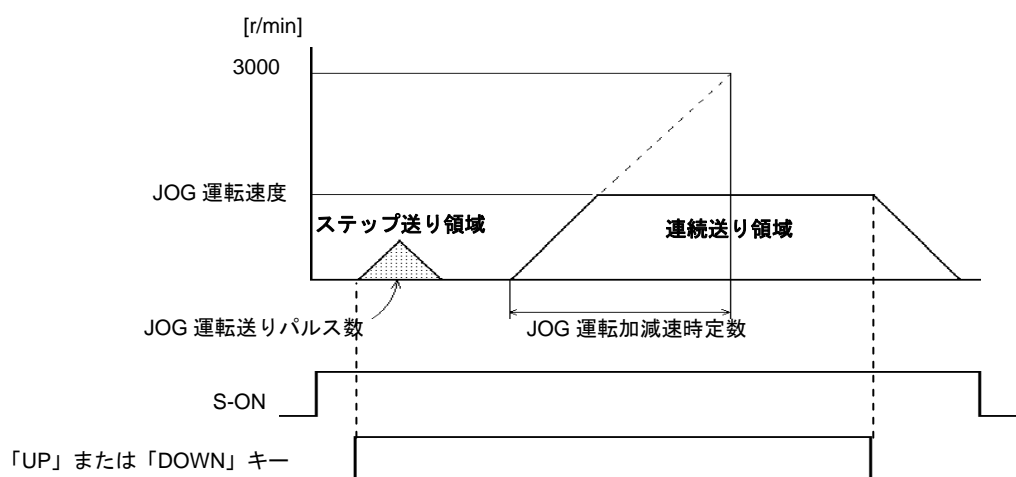 [r/min]
3000
JOG 運転速度
ステップ送り領域
連続送り領域
JOG 運転送りパルス数
JOG 運転加減速時定数
S-ON
「UP」または「DOWN」キー